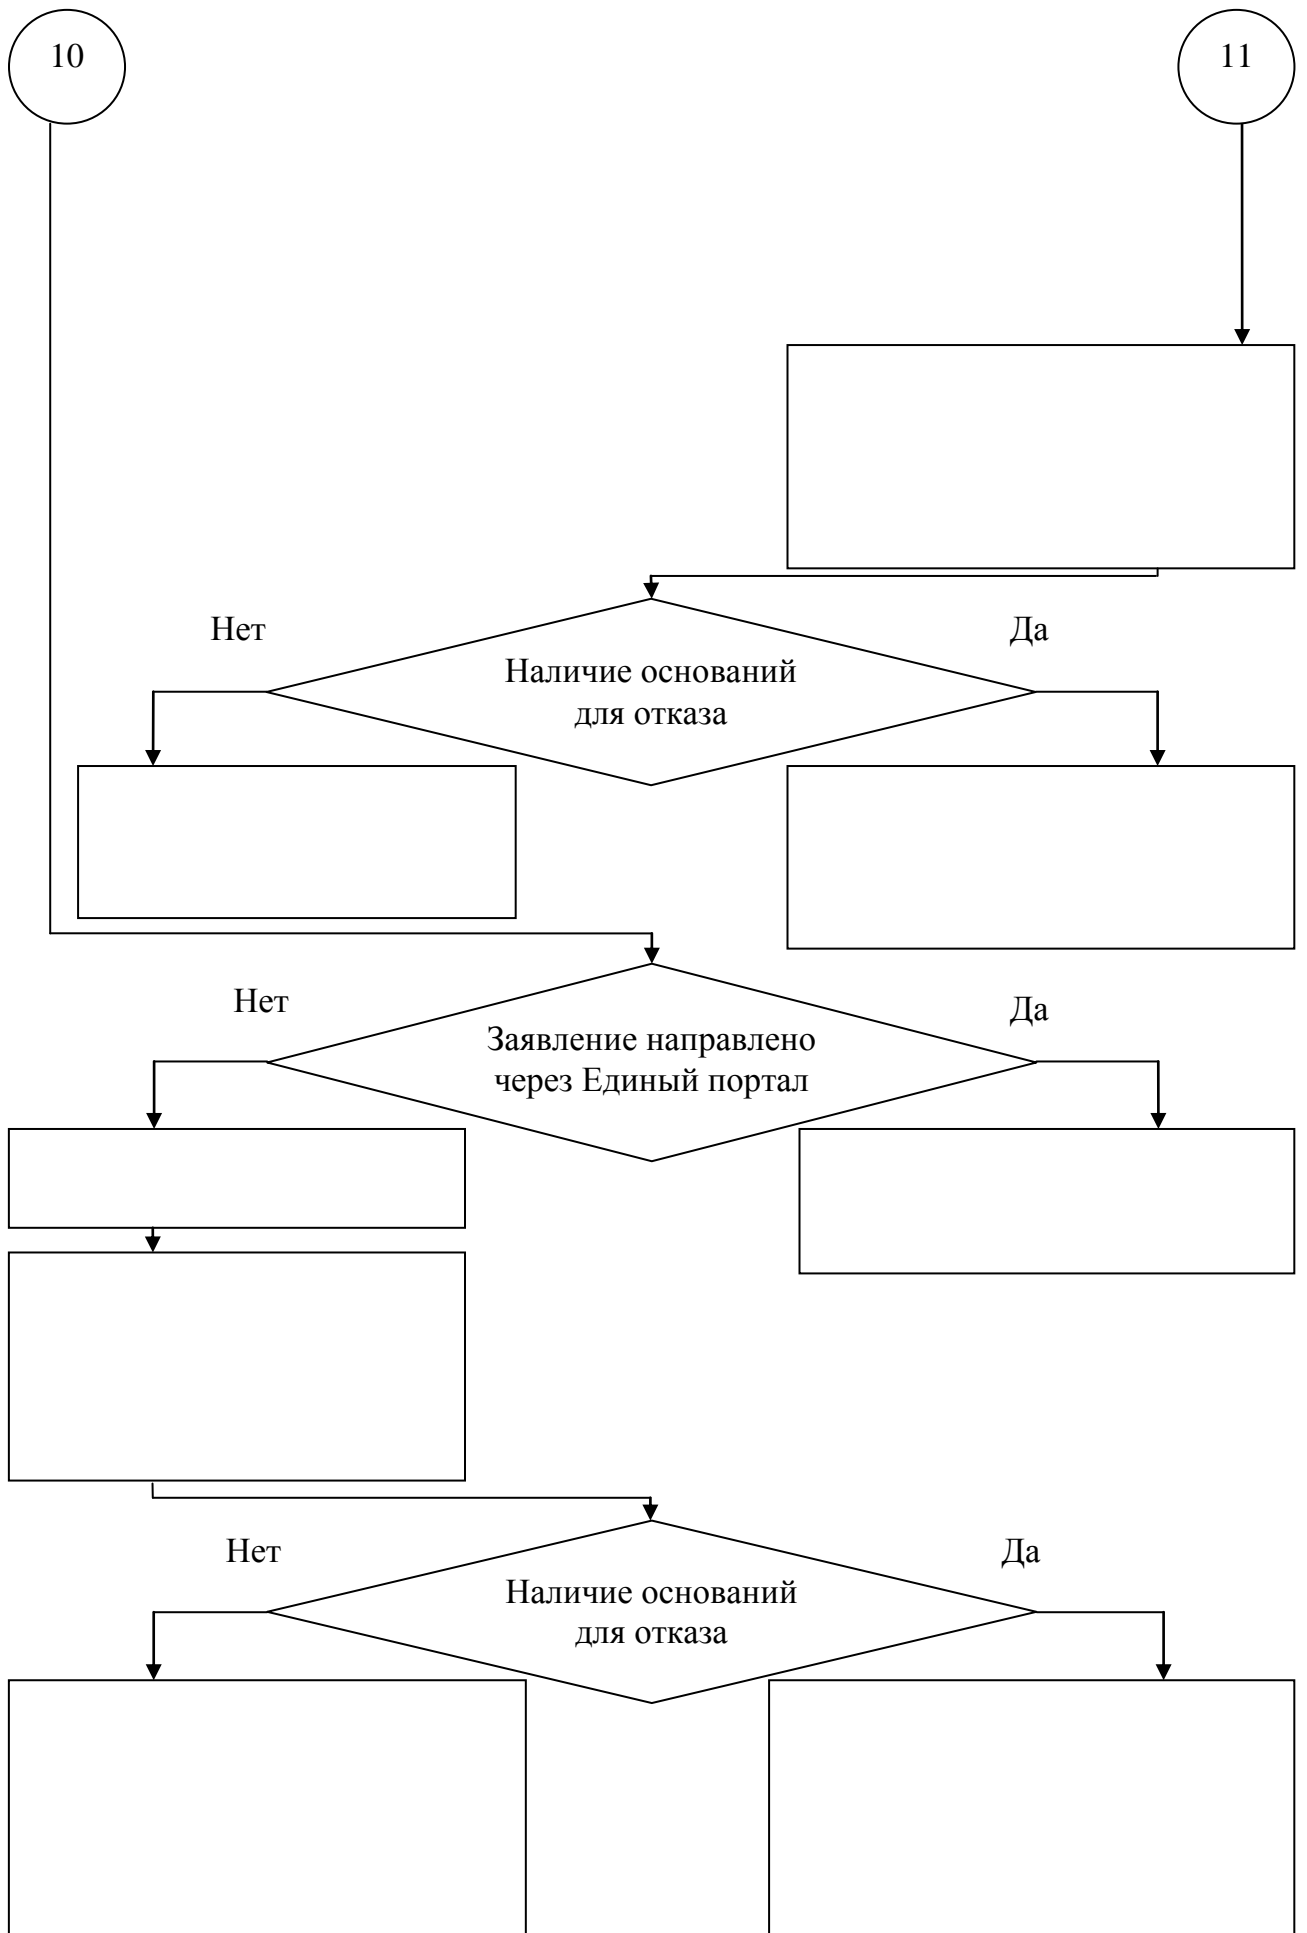 10
11
Нет
Да
Наличие оснований
для отказа
Нет
Да
Заявление направлено
через Единый портал
Нет
Да
Наличие оснований
для отказа